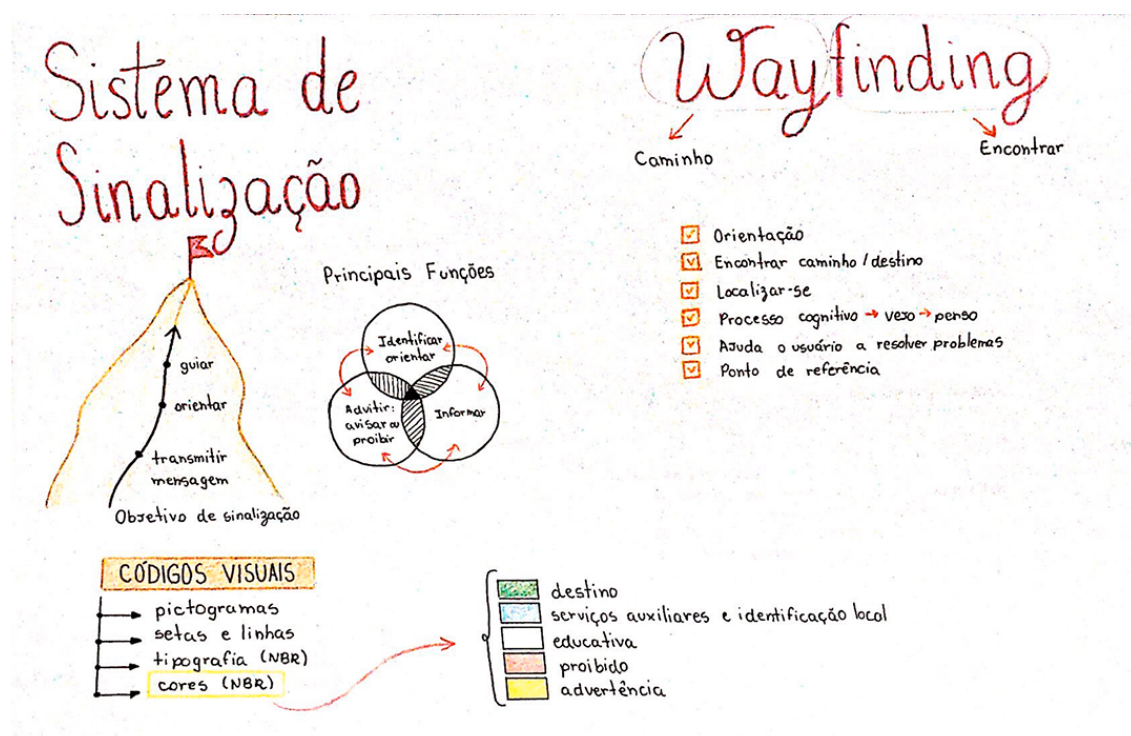 Sistema de
Sinalização
guiar
orientar
transmitir
mensagem
Objetivo de sinalização
Principais Funções
Identificar
orientar
Advitir:
avisar ou
proibir
Informar
CÓDIGOS VISUAIS
pictogramas
setas e linhas
tipografia (NBR)
cores (NBR)
destino
serviços auxiliares e identificação local
educativa
proibido
advertência
Wayfinding
Caminho
Encontrar
Orientação
Encontrar caminho/destino
Localizar-se
Processo cognitivo → vejo → penso
Ajuda o usuário a resolver problemas
Ponto de referência